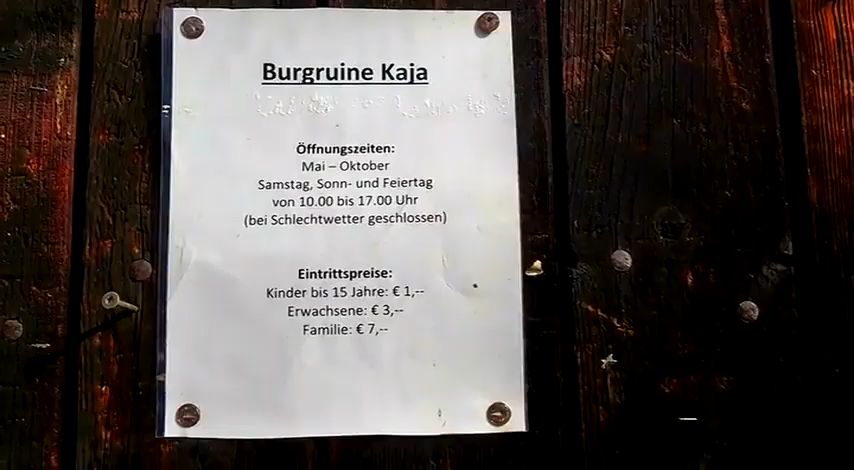 Burgruine Kaja
Öffnungszeiten:
Mai – Oktober
Samstag, Sonn- und Feiertag
von 10.00 bis 17.00 Uhr
(bei Schlechtwetter geschlossen)
Eintrittspreise:
Kinder bis 15 Jahre: € 1,--
Erwachsene: € 3,--
Familie: € 7,--